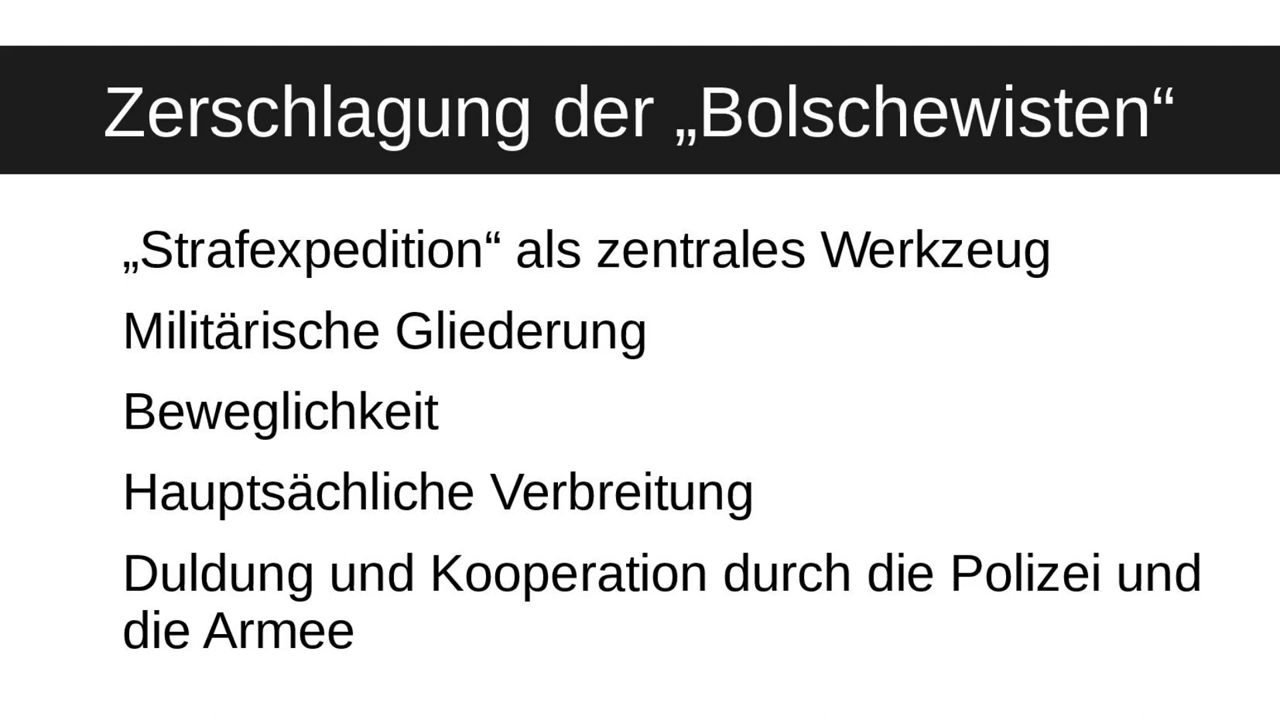 Zerschlagung der „Bolschewisten“
„Strafexpedition“ als zentrales Werkzeug
Militärische Gliederung
Beweglichkeit
Hauptsächliche Verbreitung
Duldung und Kooperation durch die Polizei und
die Armee